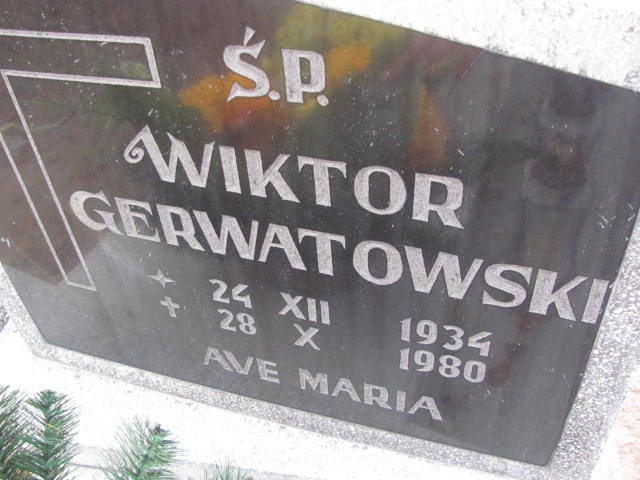 Ś.P.
WIKTOR
GERWATOWSKI
24 XII 1934
28 X 1980
AVE MARIA